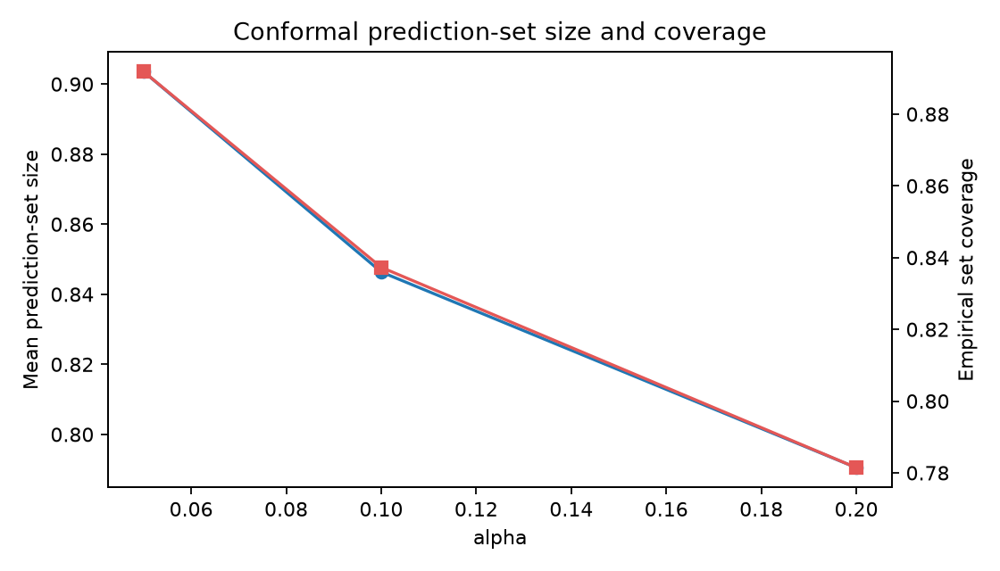 Conformal prediction-set size and coverage
Mean prediction-set size
0.90
0.88
0.86
0.84
0.82
0.80
0.88
0.86
0.84
0.82
0.80
0.78
Empirical set coverage
0.06 0.08 0.10 0.12 0.14 0.16 0.18 0.20
alpha